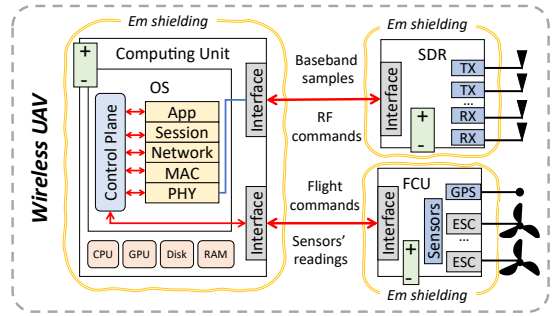 Wireless UAV
Em shielding
Computing Unit
+
-
OS
Control Plane
App
Session
Network
MAC
PHY
Interface
Interface
CPU
GPU
Disk
RAM
Baseband
samples
RF
commands
Flight
commands
Sensors'
readings
Em shielding
SDR
Interface
+
-
TX
TX
...
RX
RX
FCU
Interface
+
-
Sensors
GPS
ESC
...
ESC
Em shielding